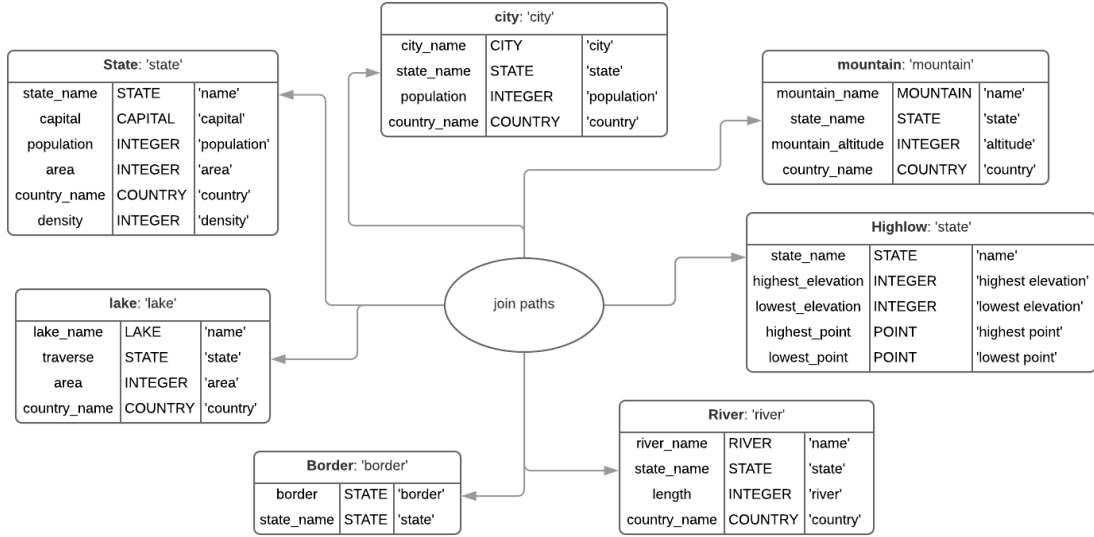 city: 'city'
city_name CITY 'city'
state_name STATE 'state'
population INTEGER 'population'
country_name COUNTRY 'country'
State: 'state'
state_name STATE 'name'
capital CAPITAL 'capital'
population INTEGER 'population'
area INTEGER 'area'
country_name COUNTRY 'country'
density INTEGER 'density'
mountain: 'mountain'
mountain_name MOUNTAIN 'name'
state_name STATE 'state'
mountain_altitude INTEGER 'altitude'
country_name COUNTRY 'country'
Highlow: 'state'
state_name STATE 'name'
highest_elevation INTEGER 'highest elevation'
lowest_elevation INTEGER 'lowest elevation'
highest_point POINT 'highest point'
lowest_point POINT 'lowest point'
join paths
lake: 'lake'
lake_name LAKE 'name'
traverse STATE 'state'
area INTEGER 'area'
country_name COUNTRY 'country'
River: 'river'
river_name RIVER 'name'
state_name STATE 'state'
length INTEGER 'river'
country_name COUNTRY 'country'
Border: 'border'
border STATE 'border'
state_name STATE 'state'